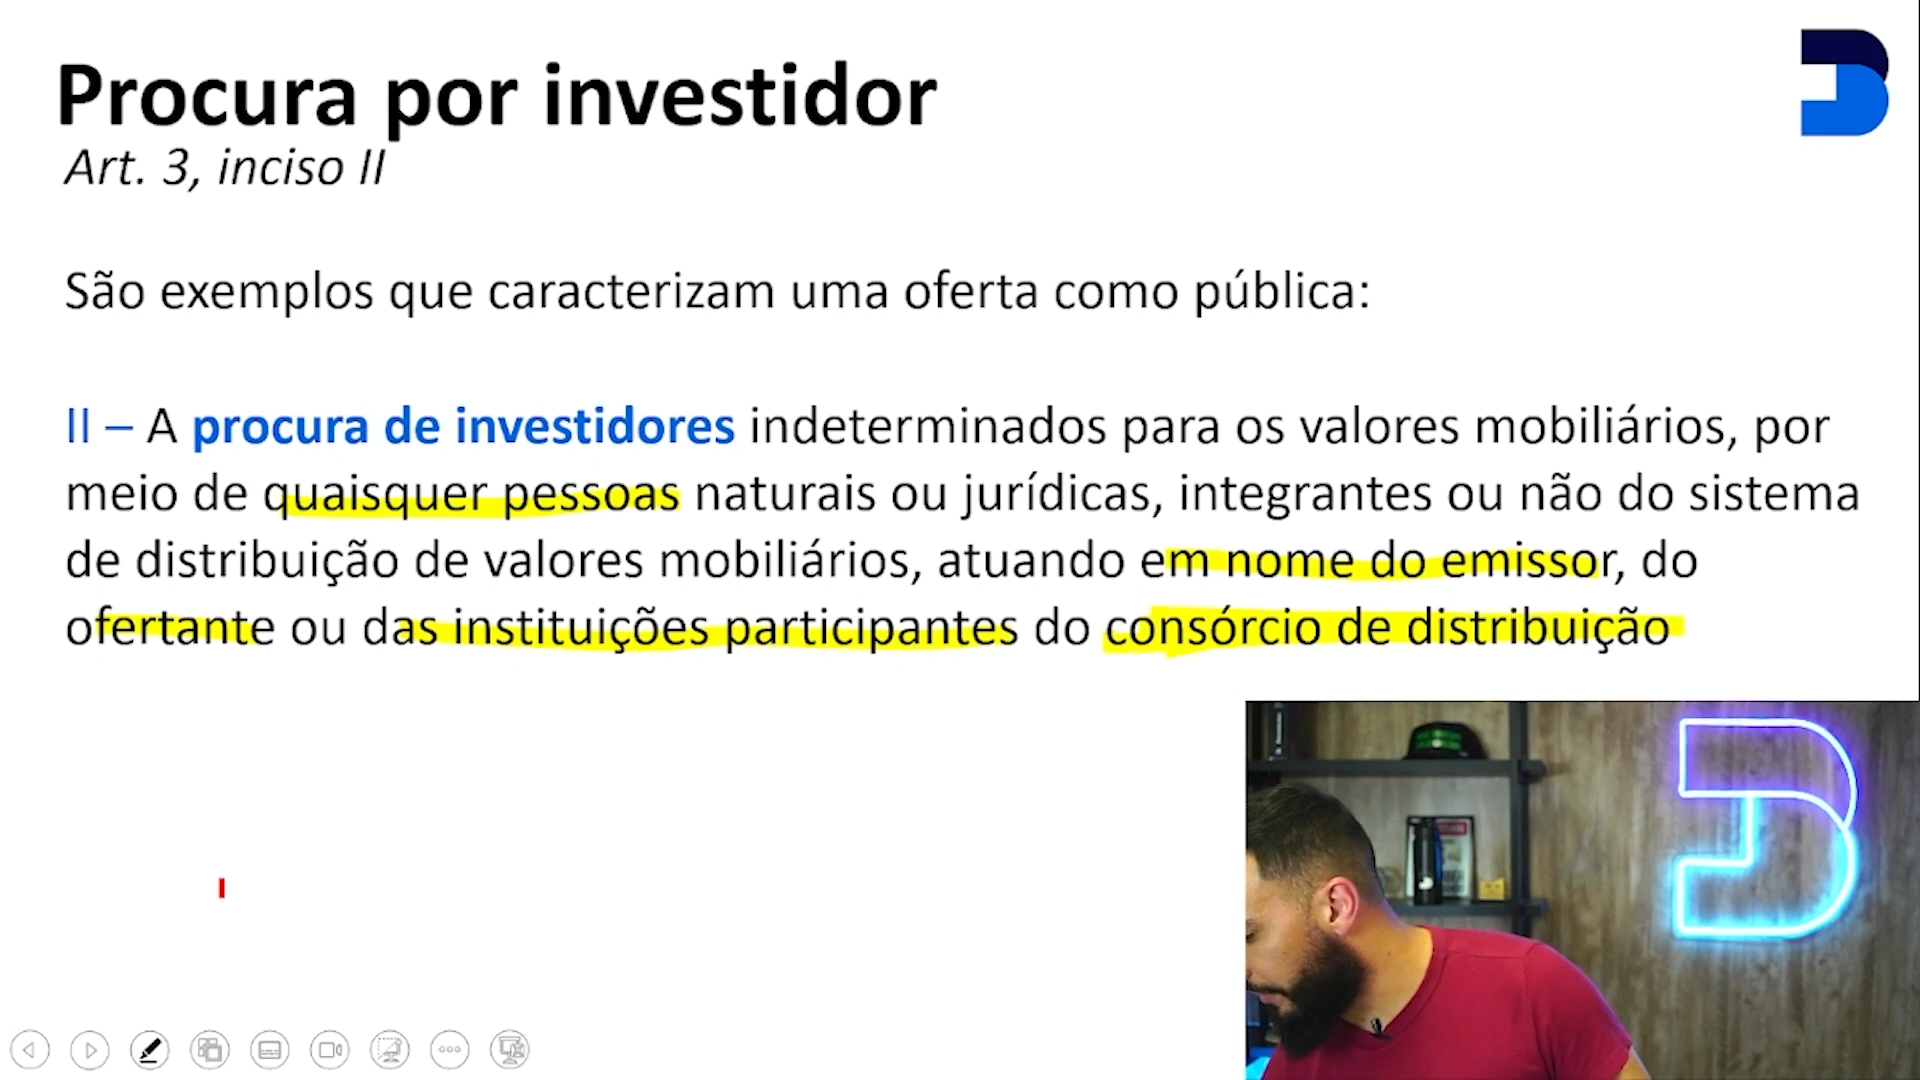 Procura por investidor
Art. 3, inciso II
São exemplos que caracterizam uma oferta como pública:
II – A procura de investidores indeterminados para os valores mobiliários, por
meio de quaisquer pessoas naturais ou jurídicas, integrantes ou não do sistema
de distribuição de valores mobiliários, atuando em nome do emissor, do
ofertante ou das instituições participantes do consórcio de distribuição